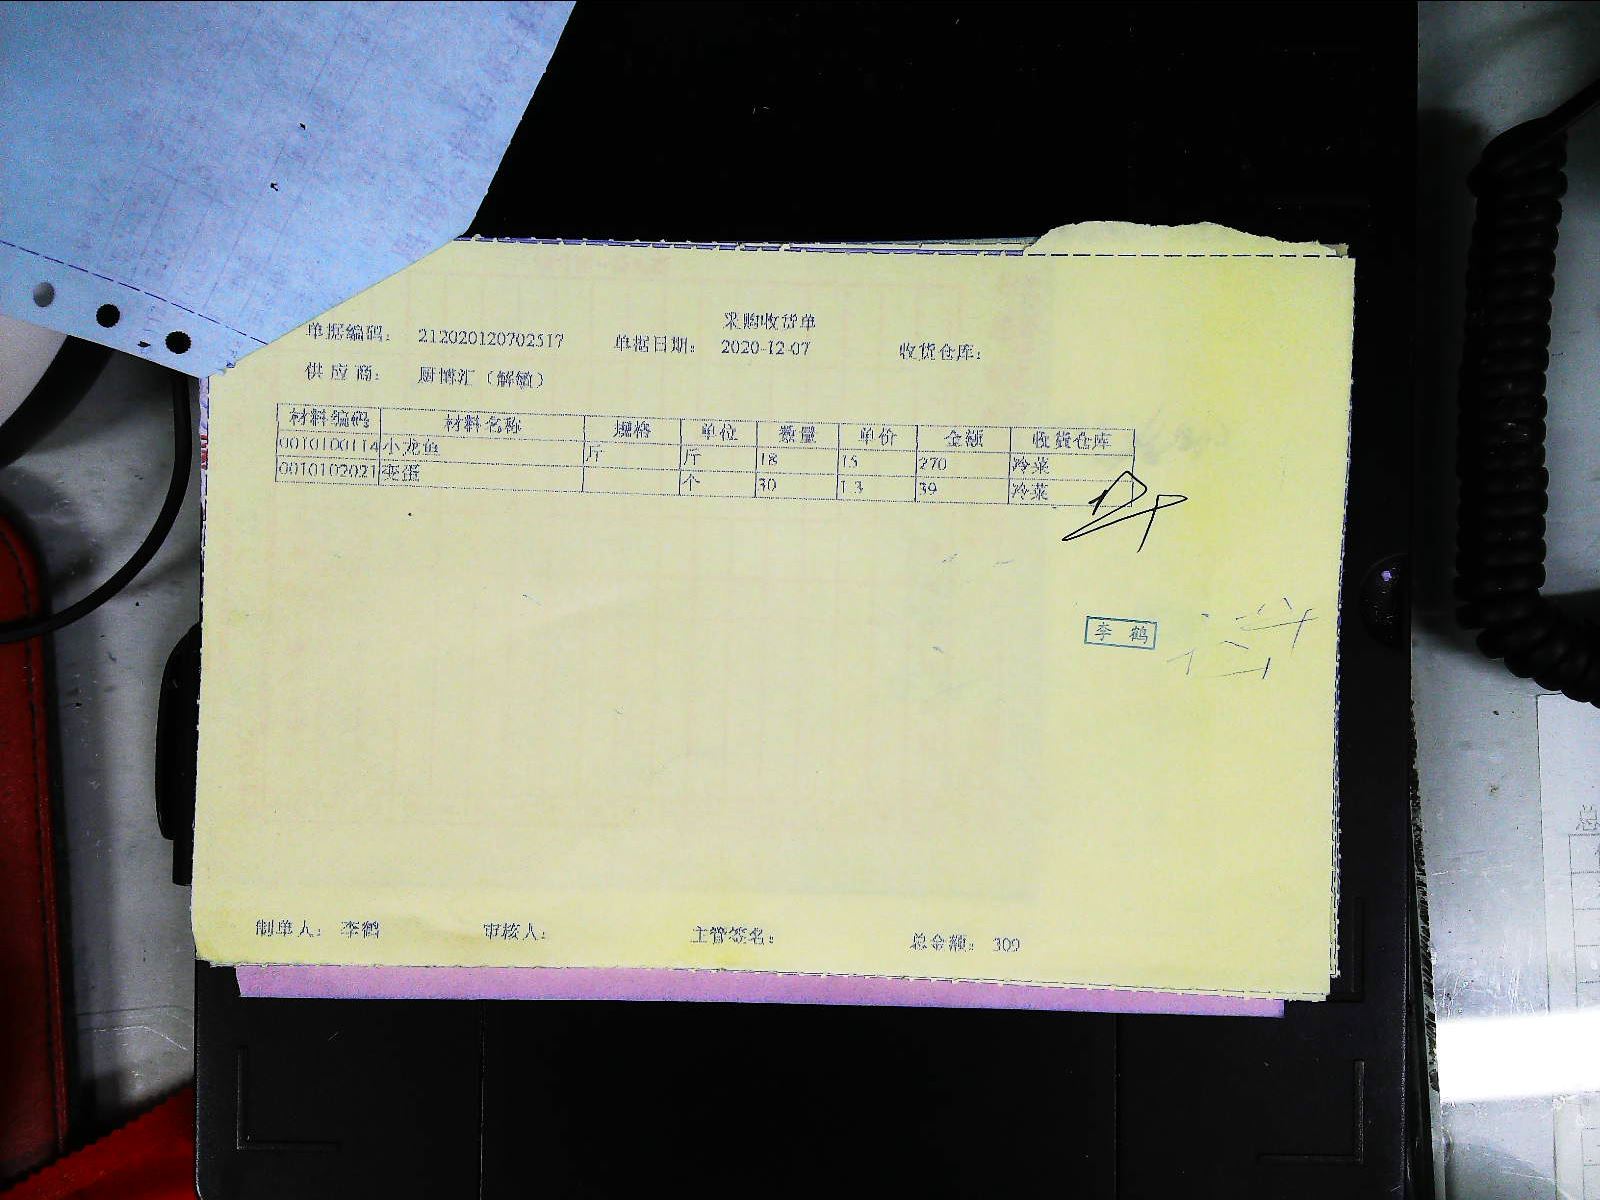 采购收货单
单据编码： 212020120702517 单据日期： 2020-12-07 收货仓库：
供应商： 厨博汇（解敏）
材料编码 材料名称 规格 单位 数量 单价 金额 收货仓库
0010100114 小龙鱼 斤 斤 18 15 270 冷菜
0010102021 变蛋 个 30 1.3 39 冷菜
李鹤
制单人： 李鹤 审核人： 主管签名： 总金额： 309